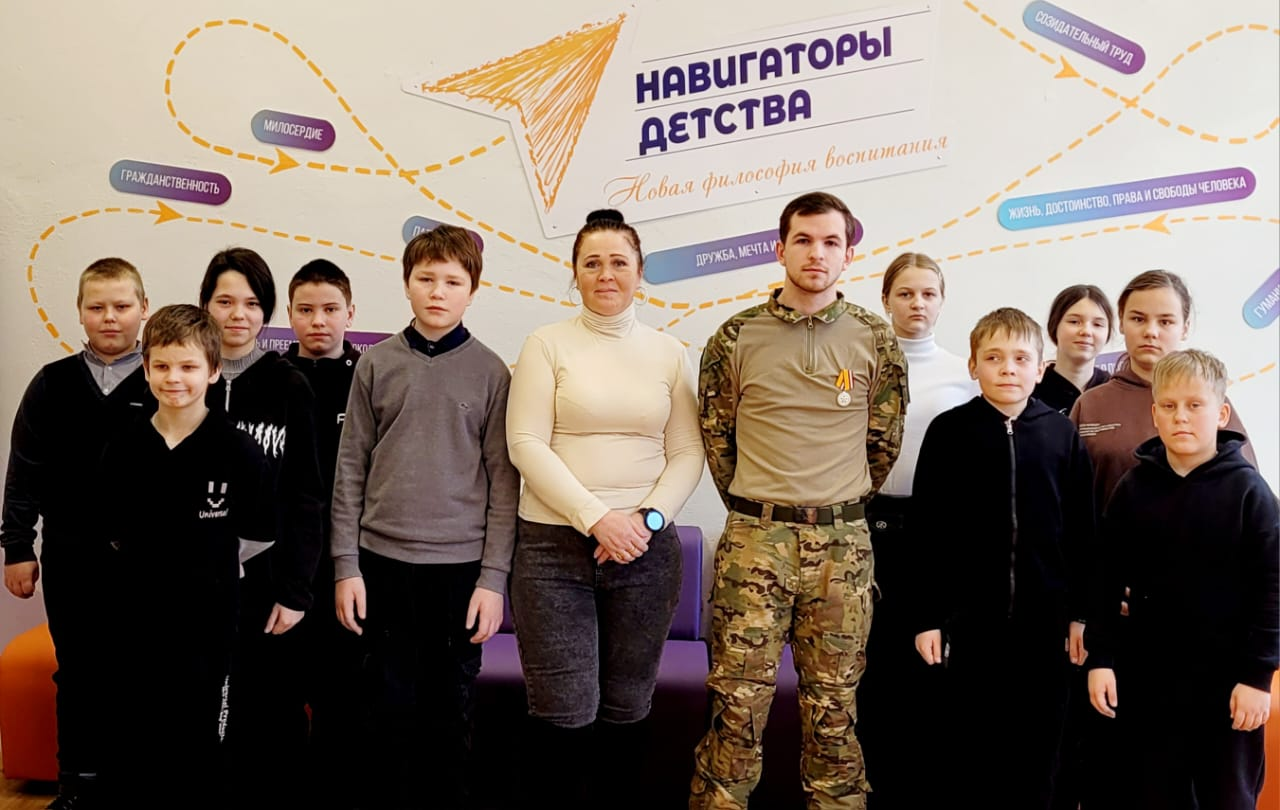 СОЗИДАТЕЛЬНЫЙ ТРУД
НАВИГАТОРЫ
ДЕТСТВА
Новая философия воспитания
МИЛОСЕРДИЕ
ГРАЖДАНСТВЕННОСТЬ
ЖИЗНЬ, ДОСТОИНСТВО, ПРАВА И СВОБОДЫ ЧЕЛОВЕКА
ДРУЖБА, МЕЧТА И
Universal